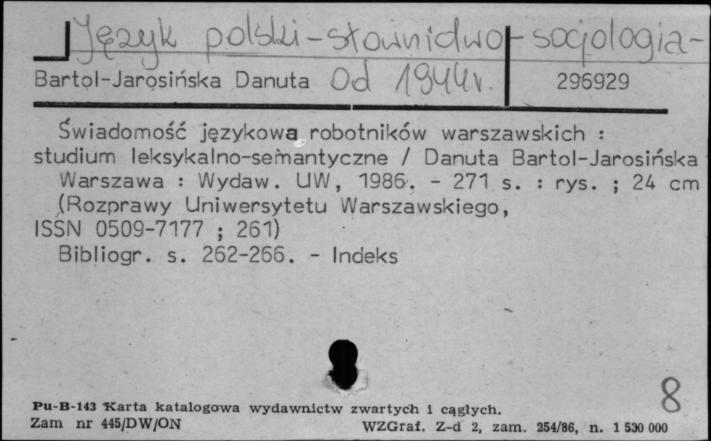 Język polski-słownictwo-socjologia-
Bartol-Jarosińska Danuta Od 1944r. 296929
Świadomość językowa robotników warszawskich :
studium leksykalno-semantyczne / Danuta Bartol-Jarosińska
Warszawa : Wydaw. UW, 1986. - 271 s. : rys. ; 24 cm
(Rozprawy Uniwersytetu Warszawskiego,
ISSN 0509-7177 ; 261)
Bibliogr. s. 262-266. - Indeks
8
Pu-B-143 Karta katalogowa wydawnictw zwartych i ciągłych.
Zam nr 445/DW/ON WZGraf. Z-d 2, zam. 254/86, n. 1 530 000